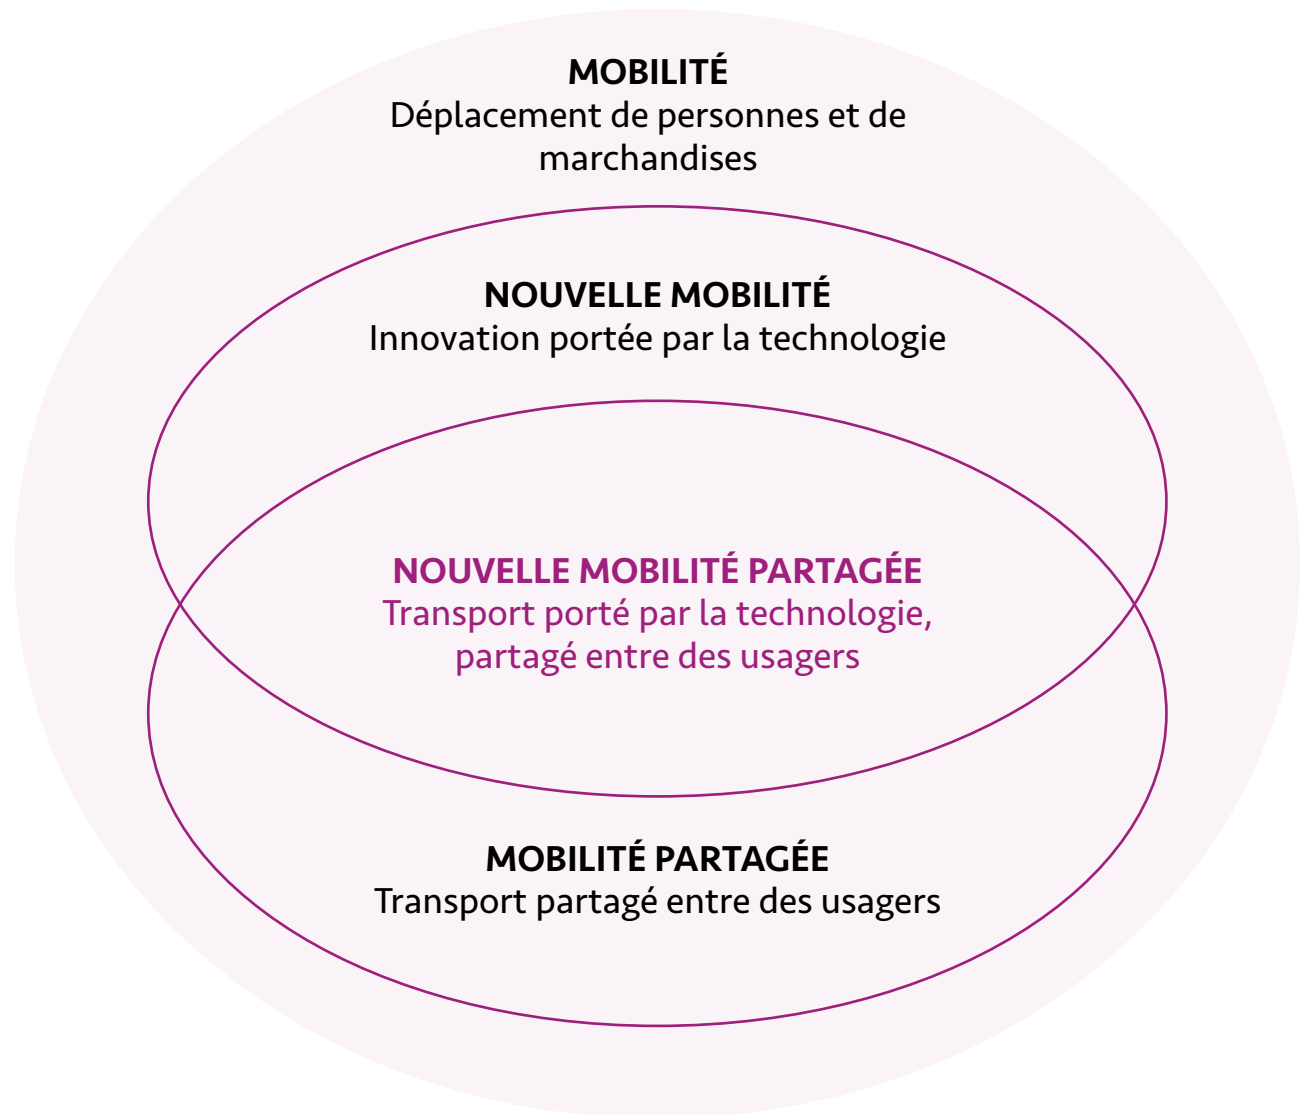 MOBILITÉ
Déplacement de personnes et de
marchandises
NOUVELLE MOBILITÉ
Innovation portée par la technologie
NOUVELLE MOBILITÉ PARTAGÉE
Transport porté par la technologie,
partagé entre des usagers
MOBILITÉ PARTAGÉE
Transport partagé entre des usagers